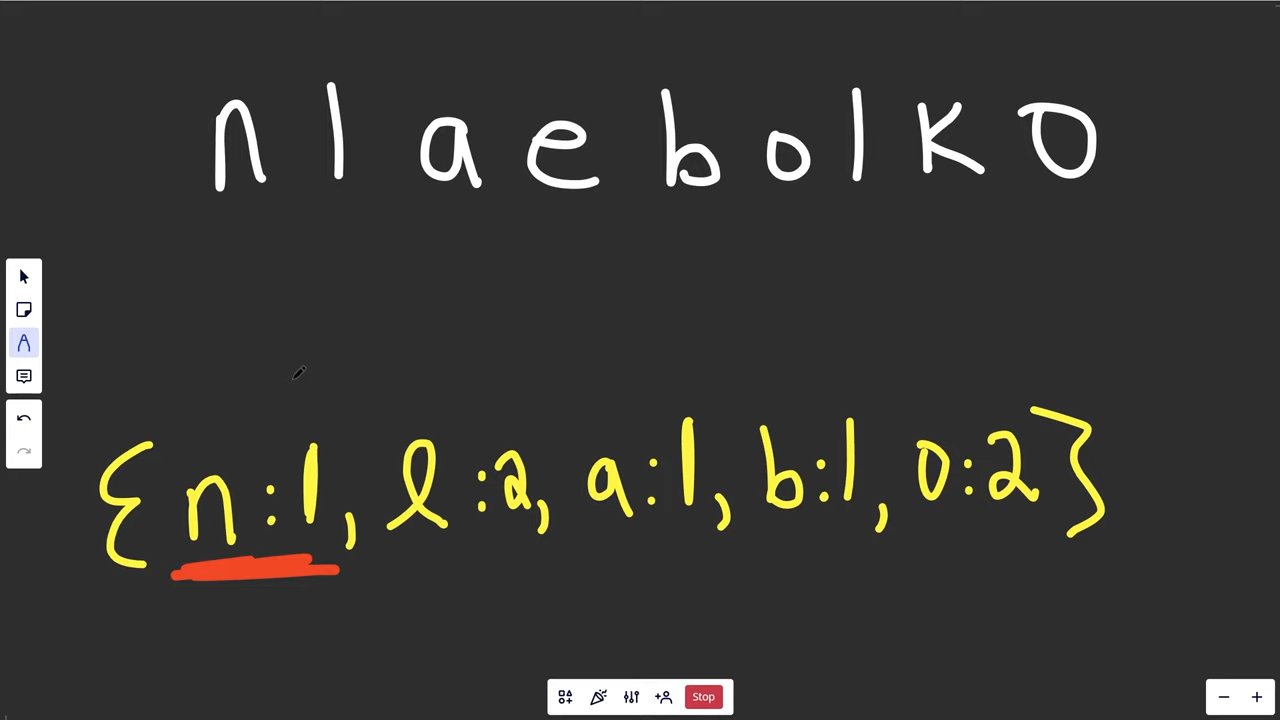 n l a e b o l k o
{ n:1, l:2, a:1, b:1, o:2 }
Stop